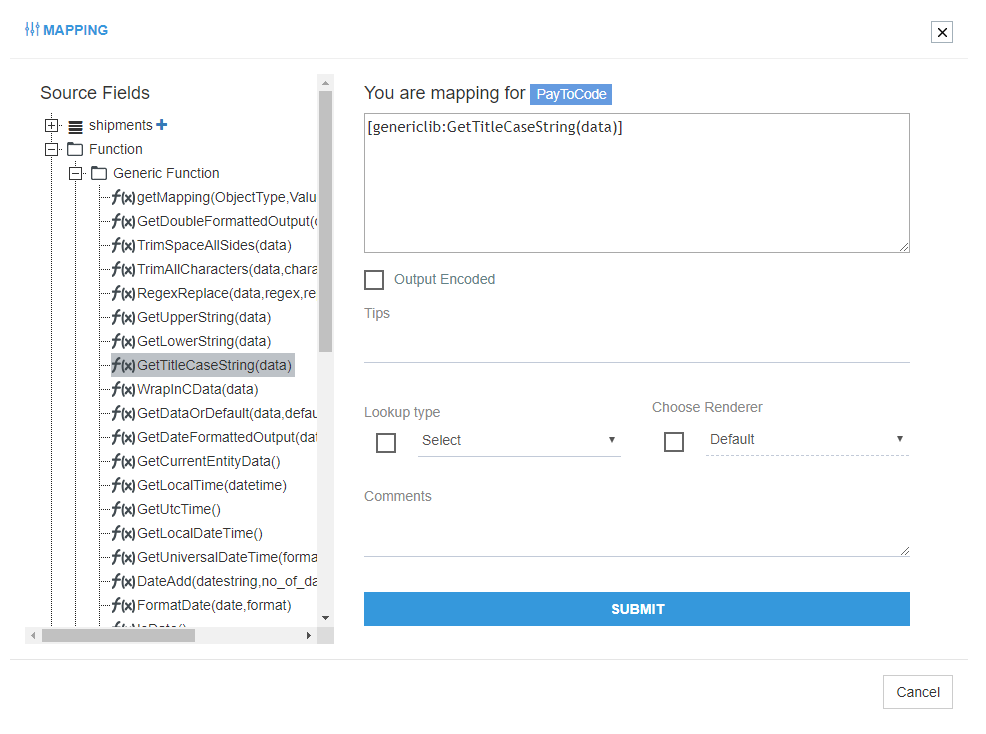 MAPPING
Source Fields
shipments
Function
Generic Function
f(x)getMapping(ObjectType,Valu
f(x)GetDoubleFormattedOutput(
f(x)TrimSpaceAllSides(data)
f(x)TrimAllCharacters(data,chara
f(x)RegexReplace(data,regex,re
f(x)GetUpperString(data)
f(x)GetLowerString(data)
f(x)GetTitleCaseString(data)
f(x)WrapInCData(data)
f(x)GetDataOrDefault(data,defau
f(x)GetDateFormattedOutput(dat
f(x)GetCurrentEntityData()
f(x)GetLocalTime(datetime)
f(x)GetUtcTime()
f(x)GetLocalDateTime()
f(x)GetUniversalDateTime(forma
f(x)DateAdd(datestring,no_of_da
f(x)FormatDate(date,format)
You are mapping for PayToCode
[genericlib:GetTitleCaseString(data)]
Output Encoded
Tips
Lookup type
Select
Choose Renderer
Default
Comments
SUBMIT
Cancel